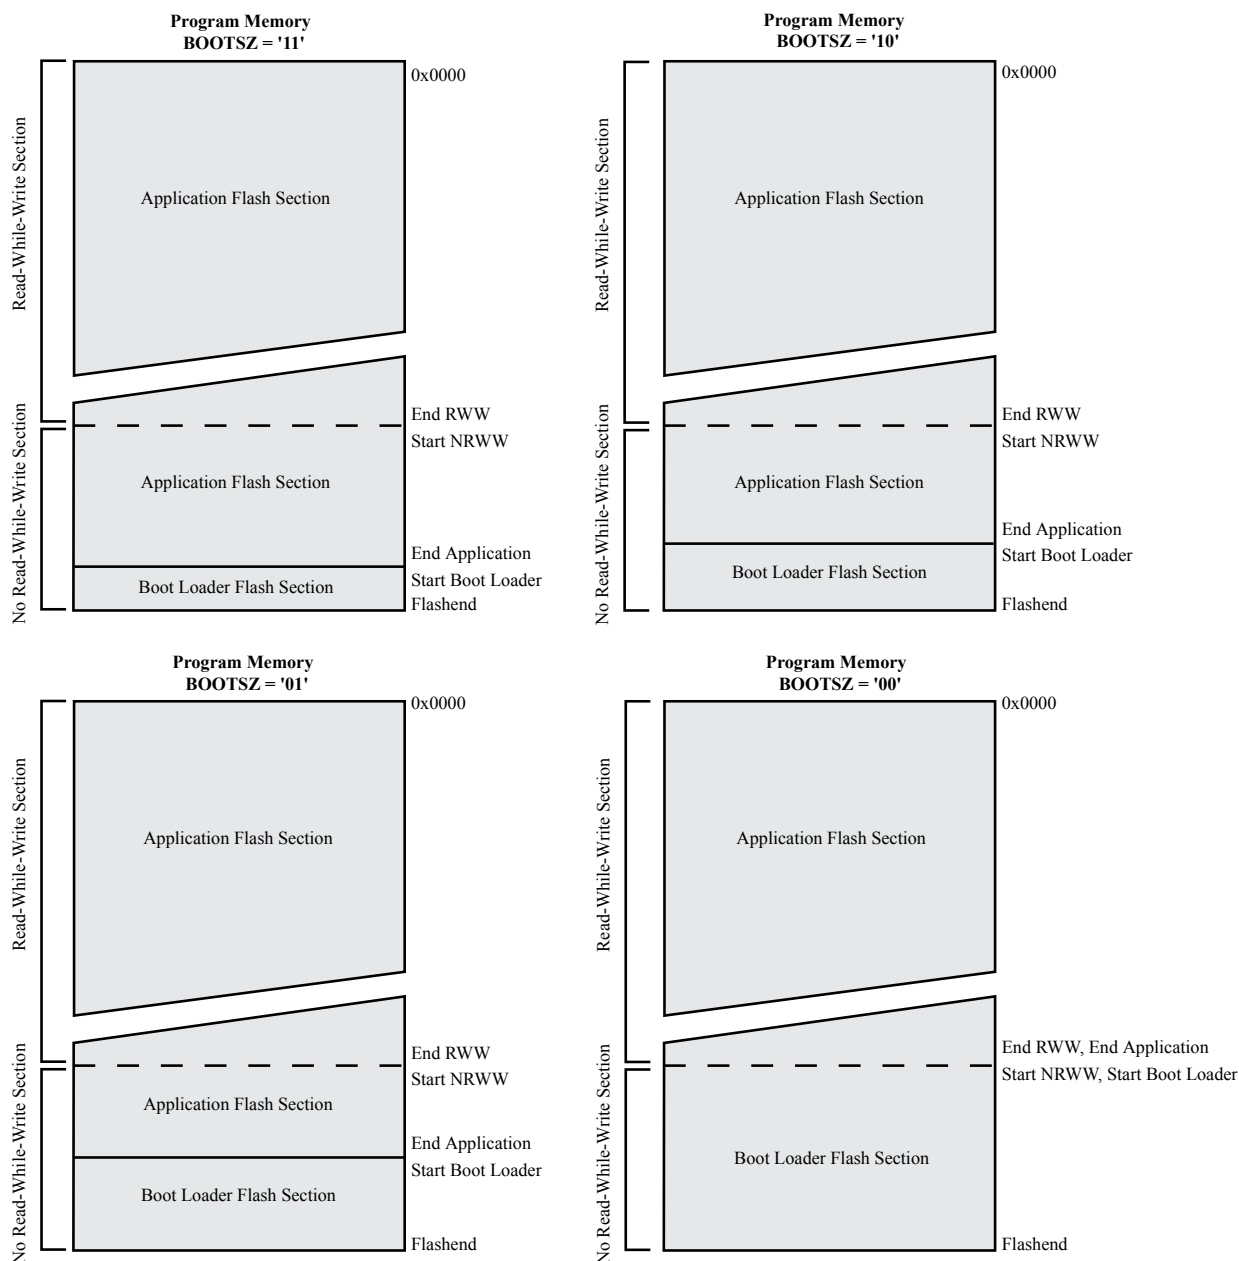 Program Memory
BOOTSZ = '11'
0x0000
Read-While-Write Section
Application Flash Section
End RWW
Start NRWW
No Read-While-Write Section
Application Flash Section
End Application
Start Boot Loader
Boot Loader Flash Section
Flashend
Program Memory
BOOTSZ = '10'
0x0000
Read-While-Write Section
Application Flash Section
End RWW
Start NRWW
No Read-While-Write Section
Application Flash Section
End Application
Start Boot Loader
Boot Loader Flash Section
Flashend
Program Memory
BOOTSZ = '01'
0x0000
Read-While-Write Section
Application Flash Section
End RWW
Start NRWW
No Read-While-Write Section
Application Flash Section
End Application
Start Boot Loader
Boot Loader Flash Section
Flashend
Program Memory
BOOTSZ = '00'
0x0000
Read-While-Write Section
Application Flash Section
End RWW, End Application
Start NRWW, Start Boot Loader
No Read-While-Write Section
Boot Loader Flash Section
Flashend